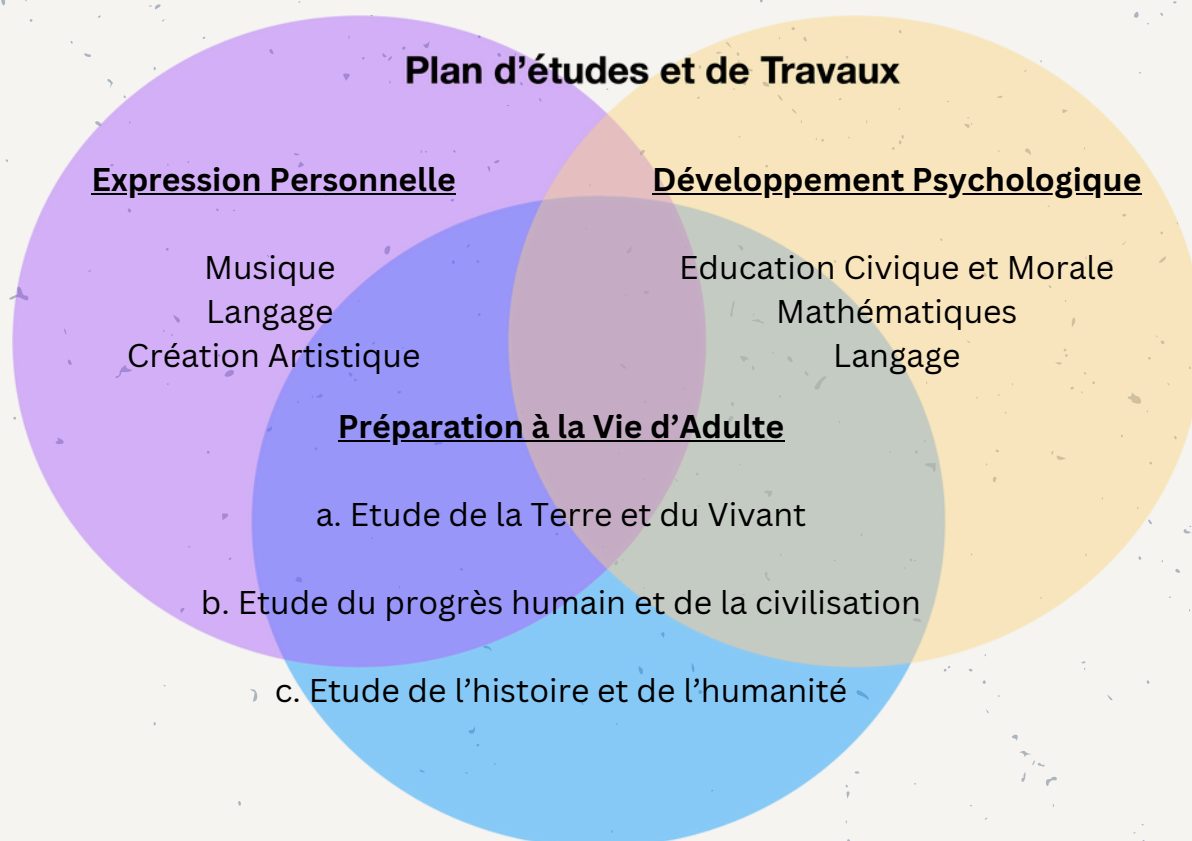 Plan d’études et de Travaux
Expression Personnelle
Musique
Langage
Création Artistique
Développement Psychologique
Education Civique et Morale
Mathématiques
Langage
Préparation à la Vie d’Adulte
a. Etude de la Terre et du Vivant
b. Etude du progrès humain et de la civilisation
c. Etude de l’histoire et de l’humanité